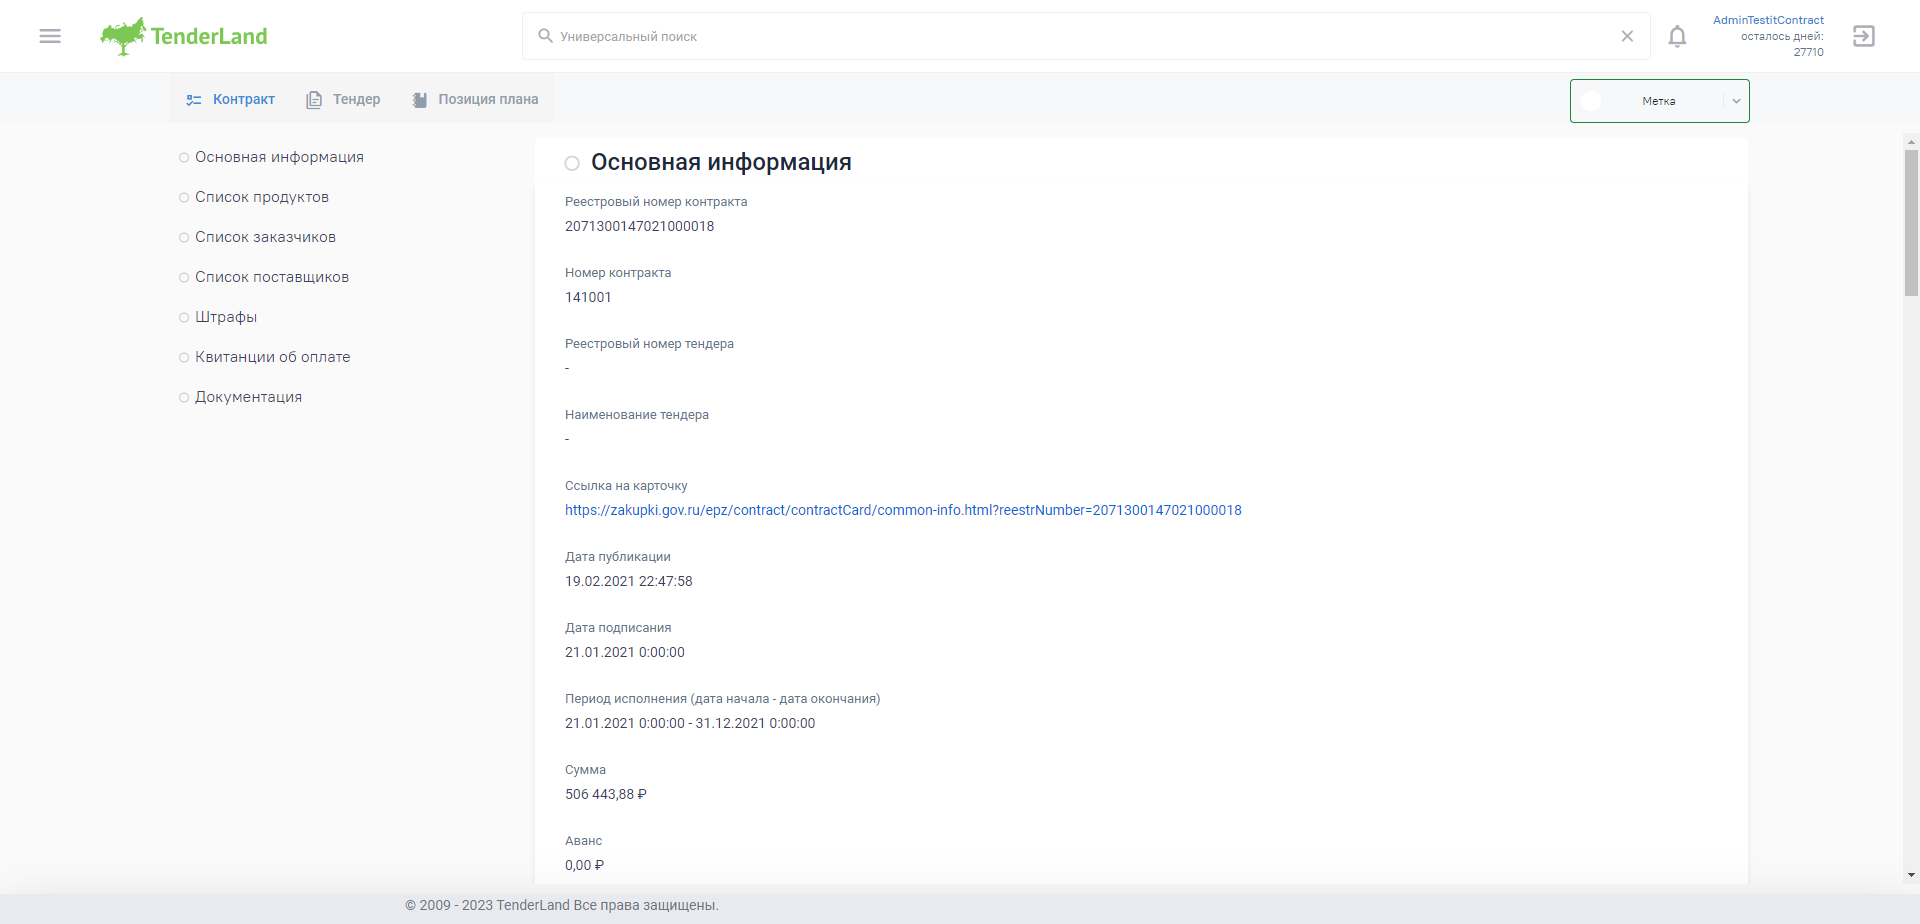 TenderLand
Универсальный поиск
AdminTestitContract
осталось дней:
27710
Контракт
Тендер
Позиция плана
Метка
Основная информация
Список продуктов
Список заказчиков
Список поставщиков
Штрафы
Квитанции об оплате
Документация
Основная информация
Реестровый номер контракта
2071300147021000018
Номер контракта
141001
Реестровый номер тендера
-
Наименование тендера
-
Ссылка на карточку
https://zakupki.gov.ru/epz/contract/contractCard/common-info.html?reestrNumber=2071300147021000018
Дата публикации
19.02.2021 22:47:58
Дата подписания
21.01.2021 0:00:00
Период исполнения (дата начала - дата окончания)
21.01.2021 0:00:00 - 31.12.2021 0:00:00
Сумма
506 443,88 ₽
Аванс
0,00 ₽
© 2009 - 2023 TenderLand Все права защищены.